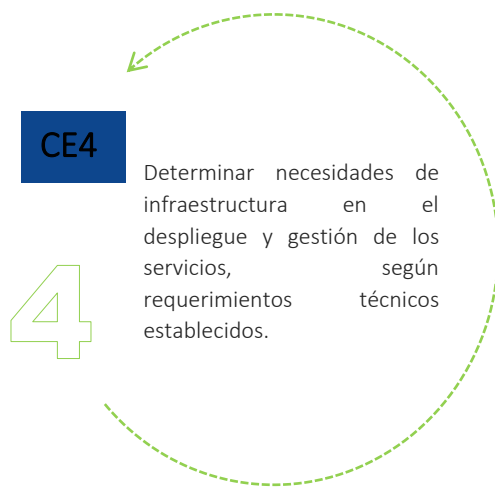 CE4
Determinar necesidades de
infraestructura en el
despliegue y gestión de los
servicios, según
requerimientos técnicos
establecidos.
4